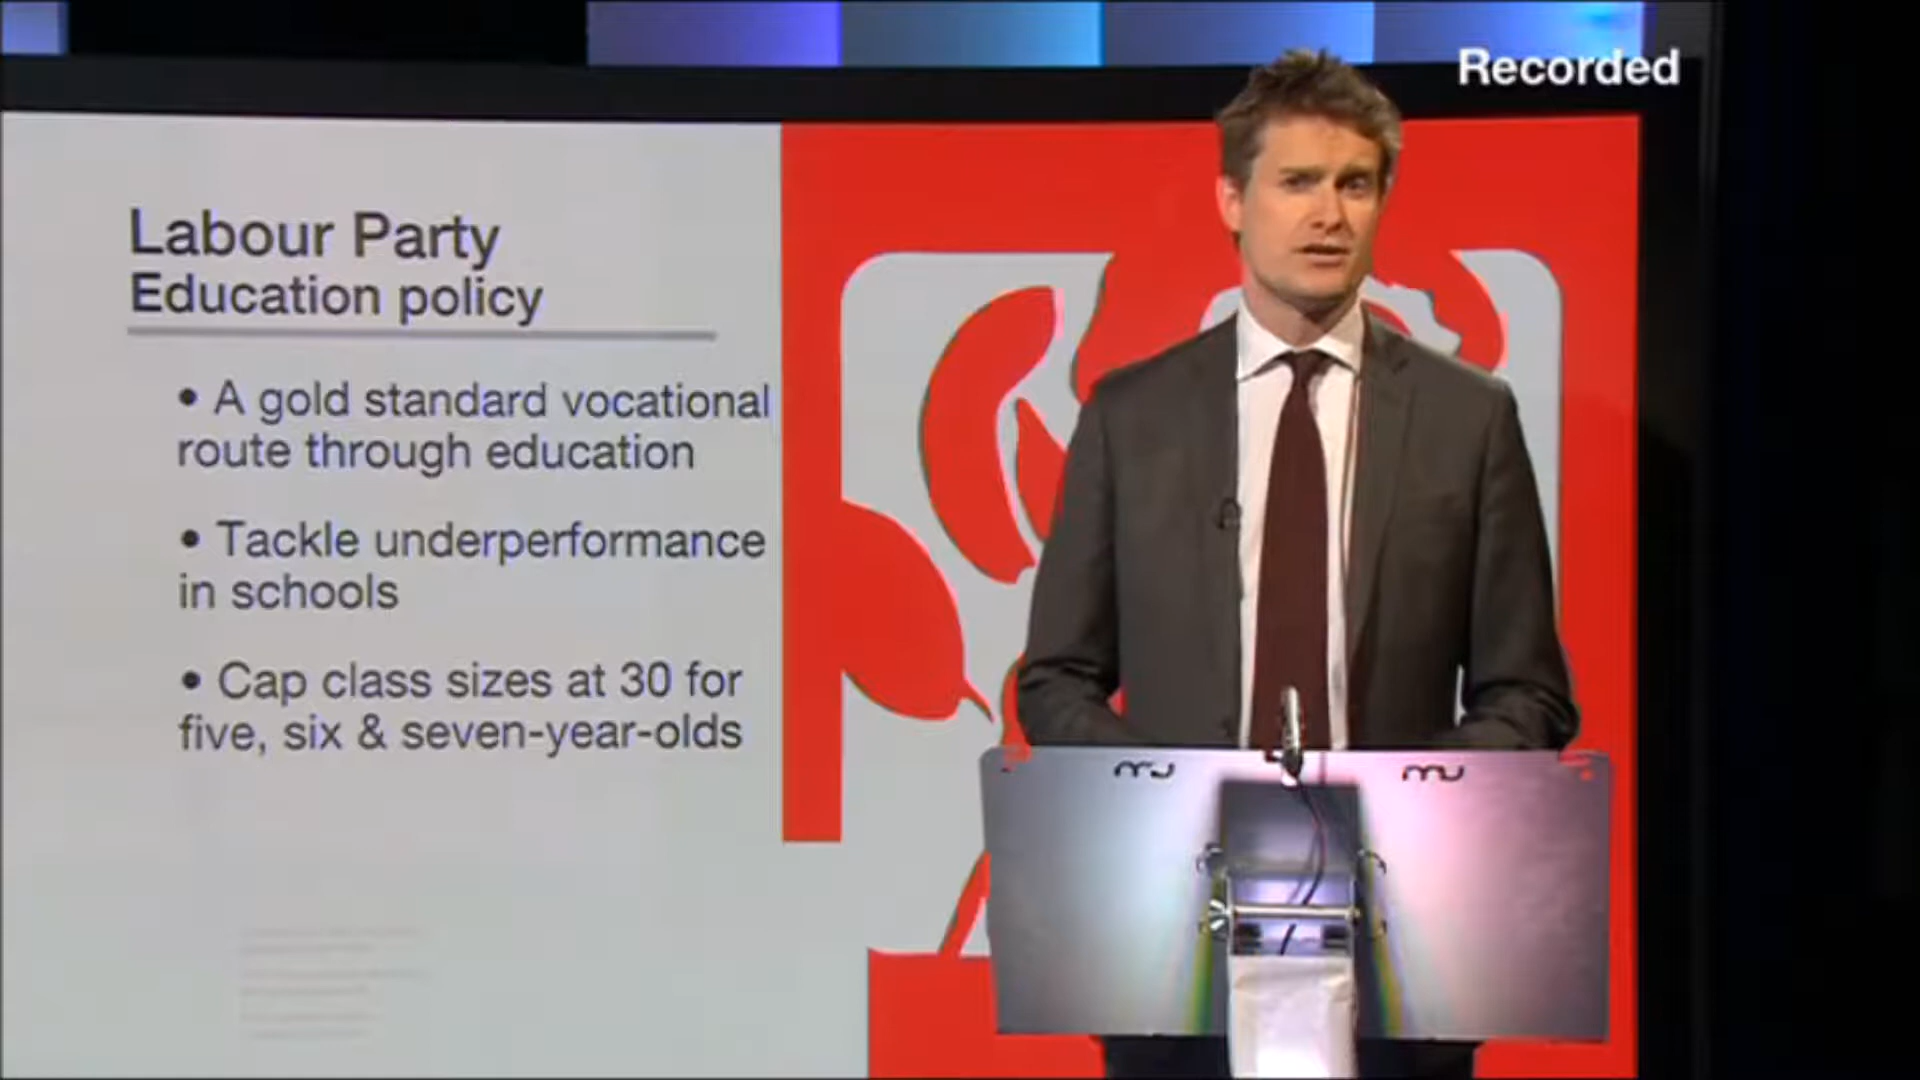 Recorded
Labour Party
Education policy
• A gold standard vocational
route through education
• Tackle underperformance
in schools
• Cap class sizes at 30 for
five, six & seven-year-olds